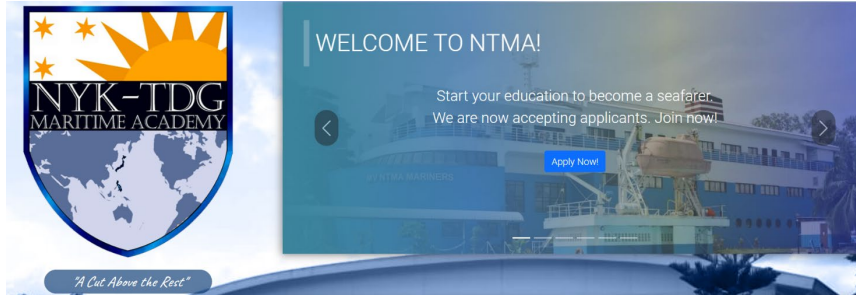 NYK-TDG
MARITIME ACADEMY
"A Cut Above the Rest"
WELCOME TO NTMA!
Start your education to become a seafarer.
We are now accepting applicants. Join now!
Apply Now!
NTMA MARINERS